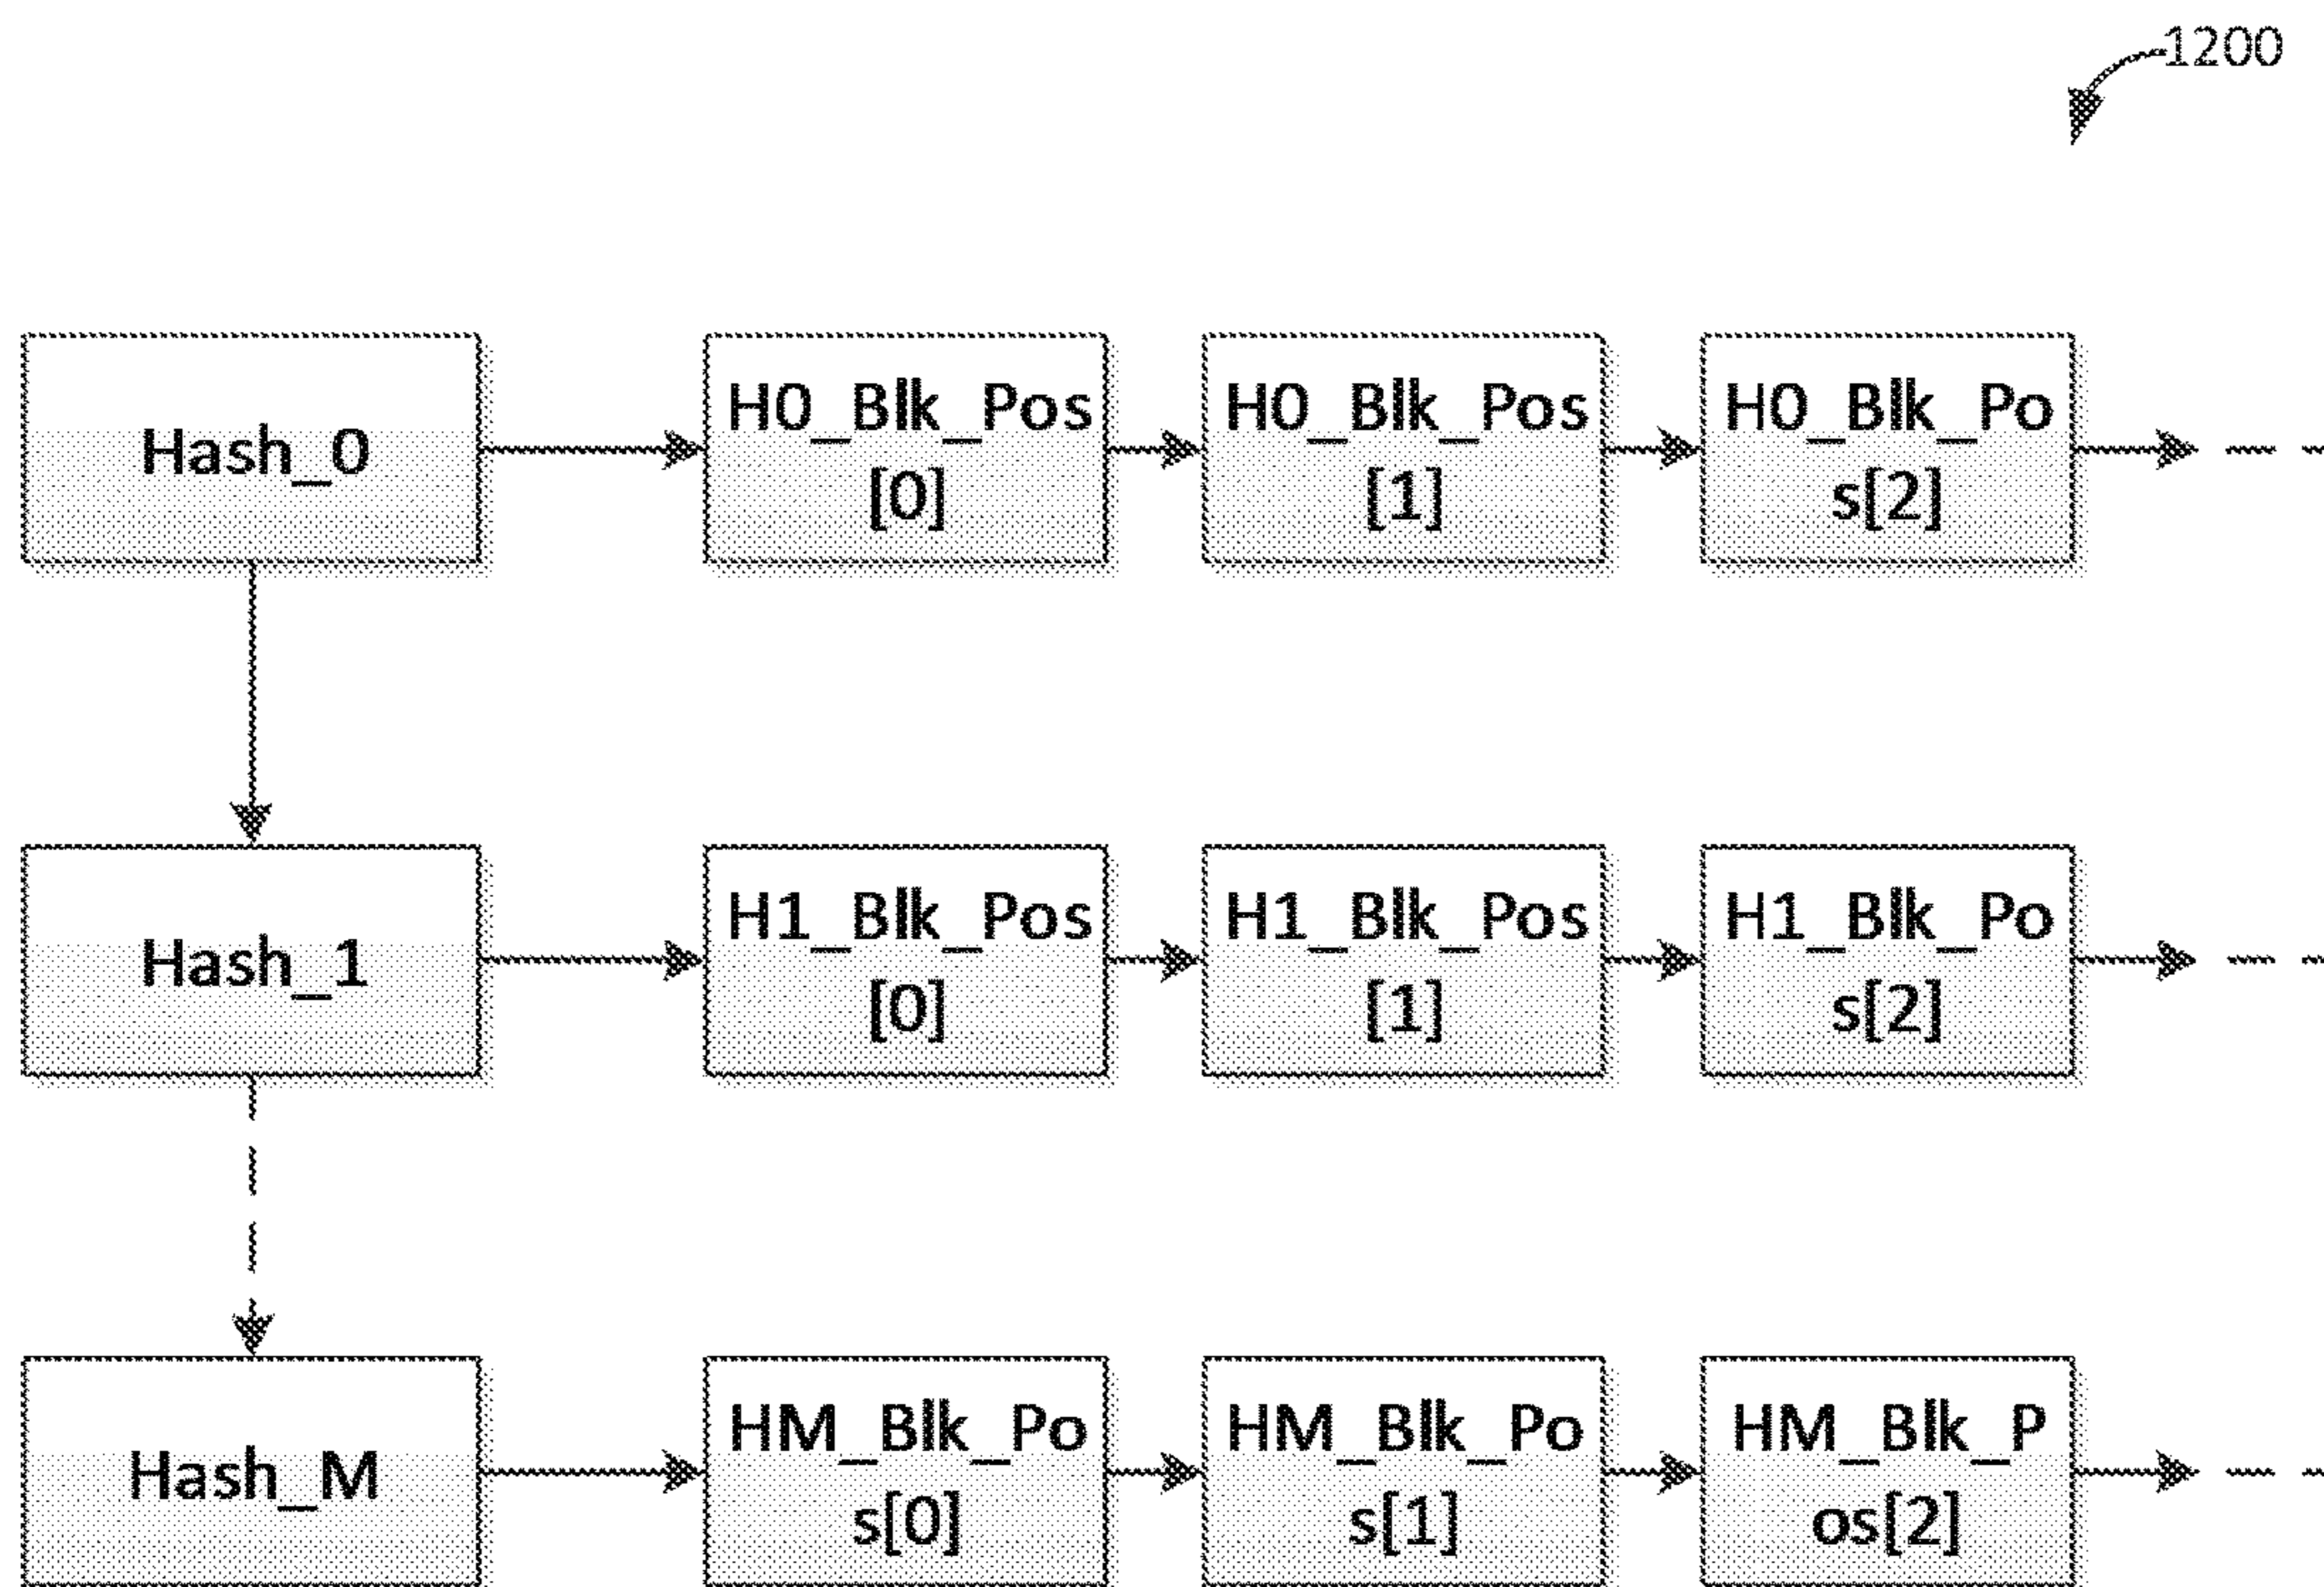 1200
Hash_0
H0_Blk_Pos
[0]
H0_Blk_Pos
[1]
H0_Blk_Po
s[2]
Hash_1
H1_Blk_Pos
[0]
H1_Blk_Pos
[1]
H1_Blk_Po
s[2]
Hash_M
HM_Blk_Po
s[0]
HM_Blk_Po
s[1]
HM_Blk_P
os[2]